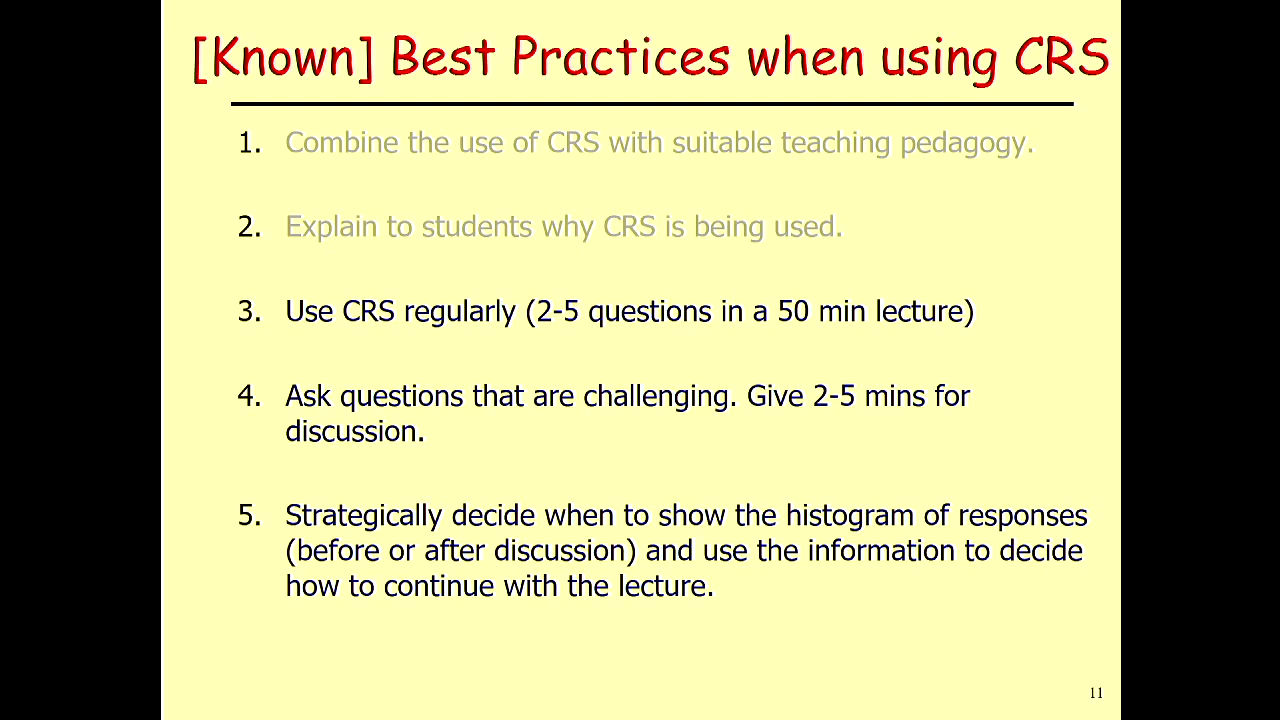 [Known] Best Practices when using CRS
1. Combine the use of CRS with suitable teaching pedagogy.
2. Explain to students why CRS is being used.
3. Use CRS regularly (2-5 questions in a 50 min lecture)
4. Ask questions that are challenging. Give 2-5 mins for
discussion.
5. Strategically decide when to show the histogram of responses
(before or after discussion) and use the information to decide
how to continue with the lecture.
11